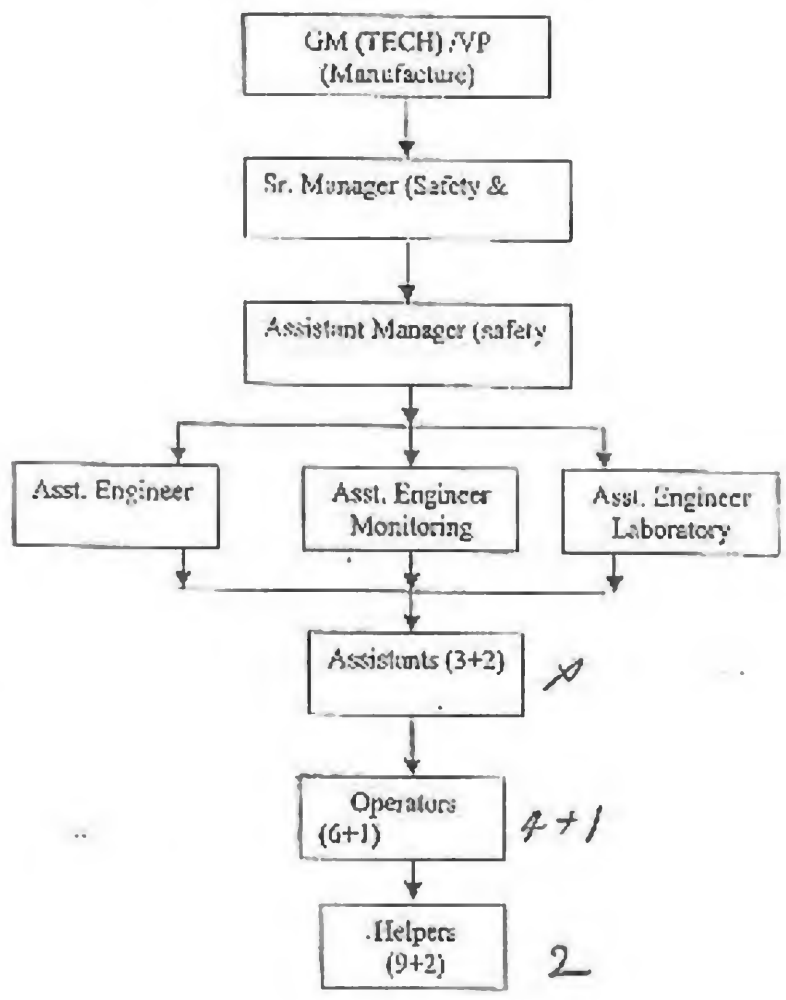 GM (TECH) /VP
(Manufacture)
Sr. Manager (Safety &
Assistant Manager (safety
Asst. Engineer
Asst. Engineer
Monitoring
Asst. Engineer
Laboratory
Assistants (3+2)
Operators
(6+1)
4+1
Helpers
(9+2)
2